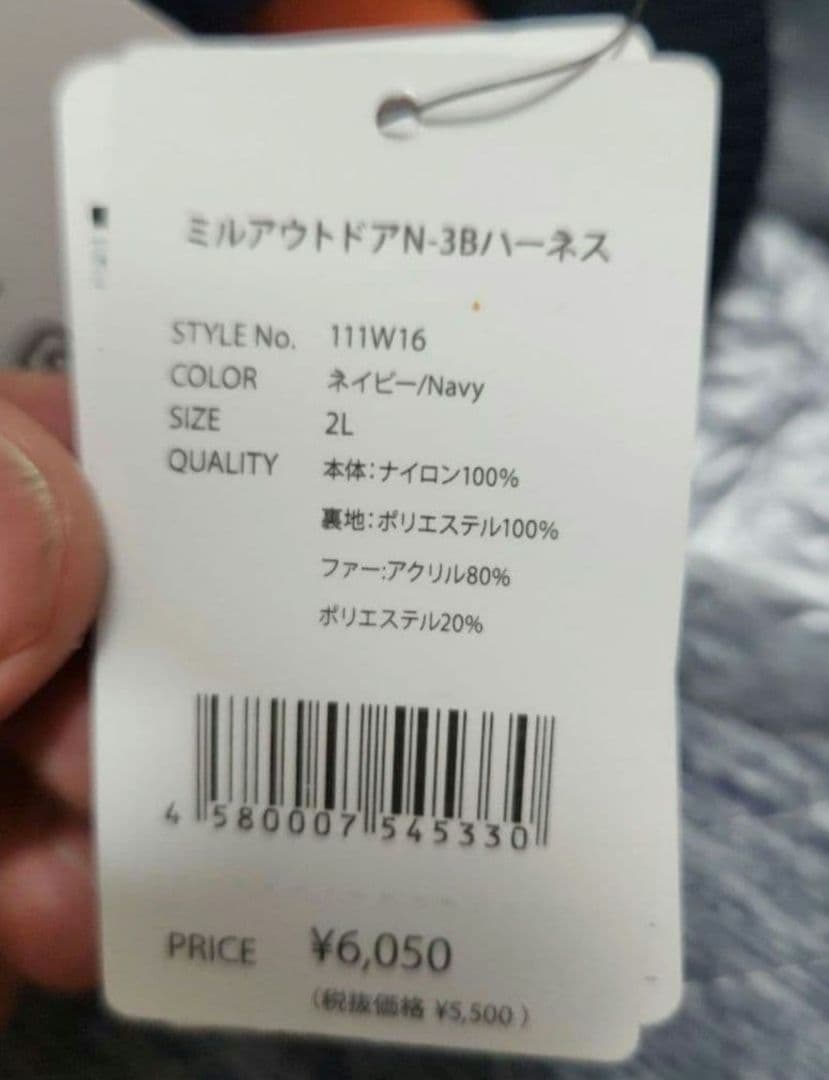 ミルアウトドアN-3Bハーネス
STYLE No. 111W16
COLOR ネイビー/Navy
SIZE 2L
QUALITY 本体:ナイロン100%
裏地:ポリエステル100%
ファー:アクリル80%
ポリエステル20%
4 580007 545330
PRICE ¥6,050
(税抜価格 ¥5,500)